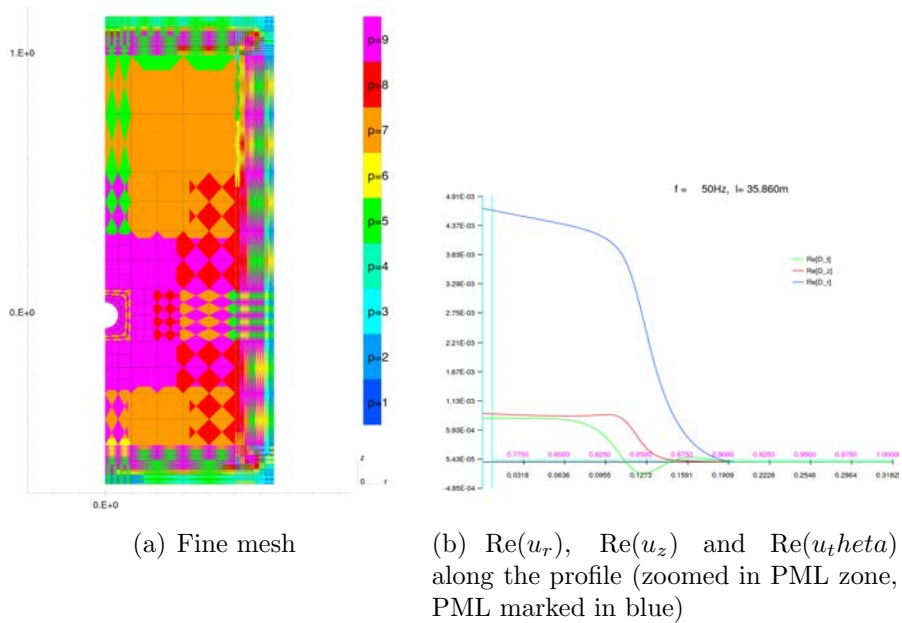 1.E+0
0.E+0
0.E+0
p=9
p=8
p=7
p=6
p=5
p=4
p=3
p=2
p=1
z
0 r
f = 50Hz, l= 35.860m
4.91E-03
4.37E-03
3.83E-03
3.29E-03
2.75E-03
2.21E-03
1.67E-03
1.13E-03
5.93E-04
5.43E-05
-4.85E-04
Re[D_t]
Re[D_z]
Re[D_r]
0.7750 0.8000 0.8250 0.8500 0.8750 0.9000 0.9250 0.9500 0.9750 1.0000
0.0318 0.0636 0.0955 0.1273 0.1591 0.1910 0.2228 0.2546 0.2864 0.31825
(a) Fine mesh
(b) Re(u_r), Re(u_z) and Re(u_theta)
along the profile (zoomed in PML zone,
PML marked in blue)